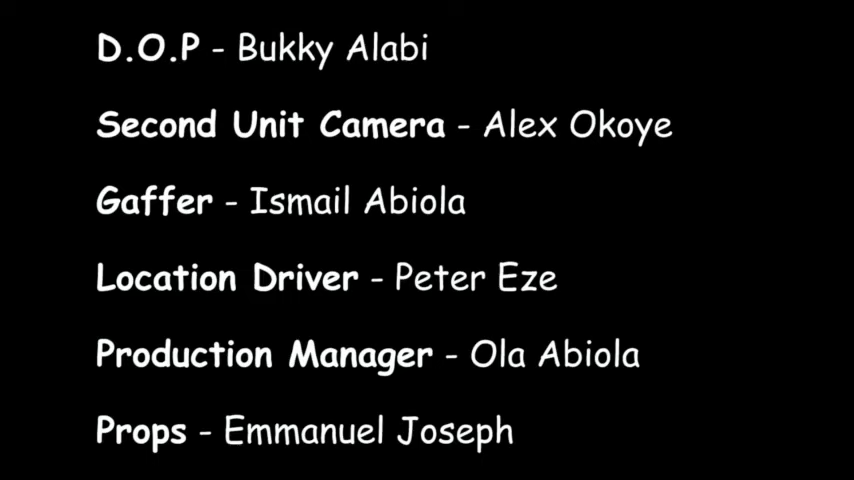 D.O.P - Bukky Alabi
Second Unit Camera - Alex Okoye
Gaffer - Ismail Abiola
Location Driver - Peter Eze
Production Manager - Ola Abiola
Props - Emmanuel Joseph